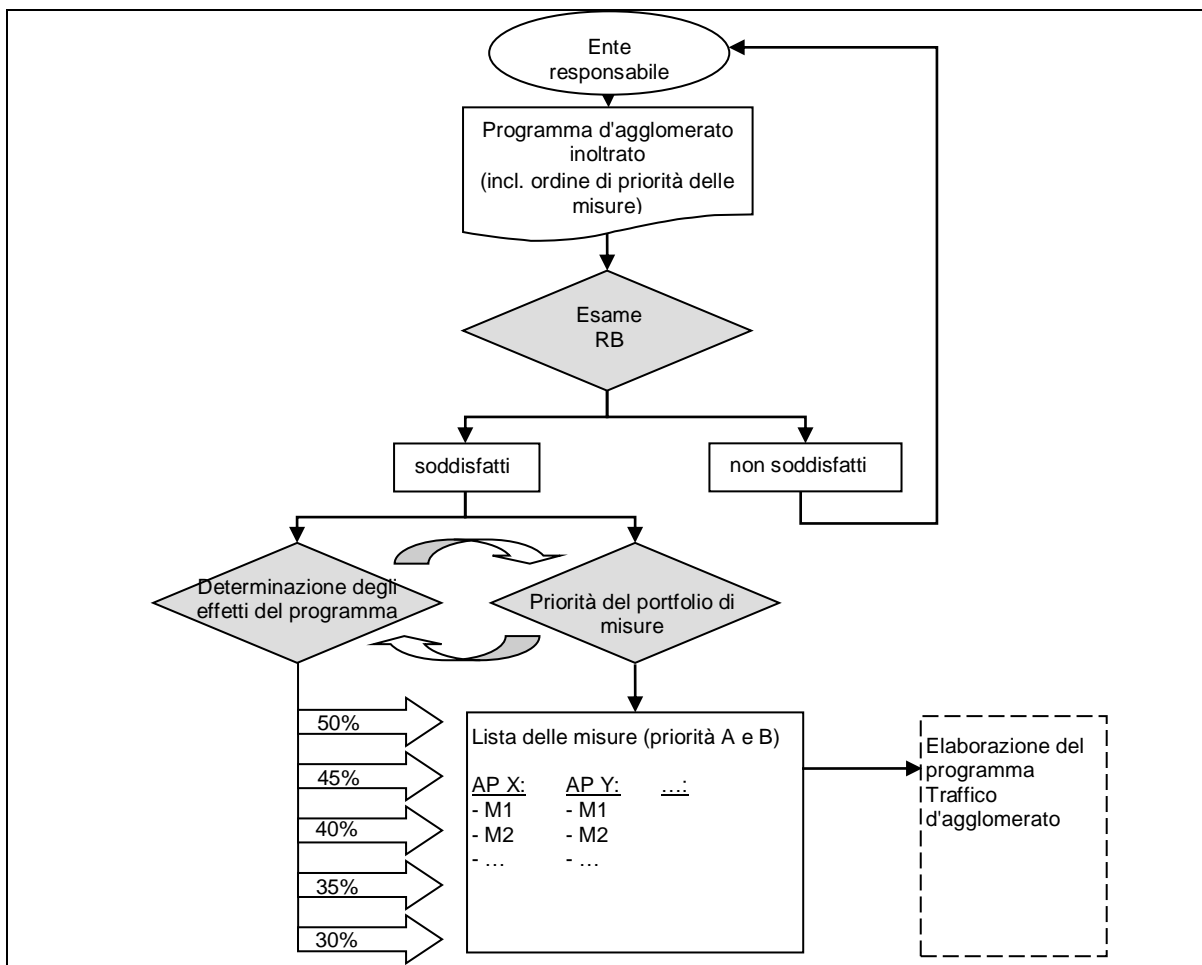 Ente
responsabile
Programma d'agglomerato
inoltrato
(incl. ordine di priorità delle
misure)
Esame
RB
soddisfatti
non soddisfatti
Determinazione degli
effetti del programma
Priorità del portfolio di
misure
50%
45%
40%
35%
30%
Lista delle misure (priorità A e B)
AP X: AP Y: …:
- M1 - M1
- M2 - M2
- … - …
Elaborazione del
programma
Traffico
d'agglomerato